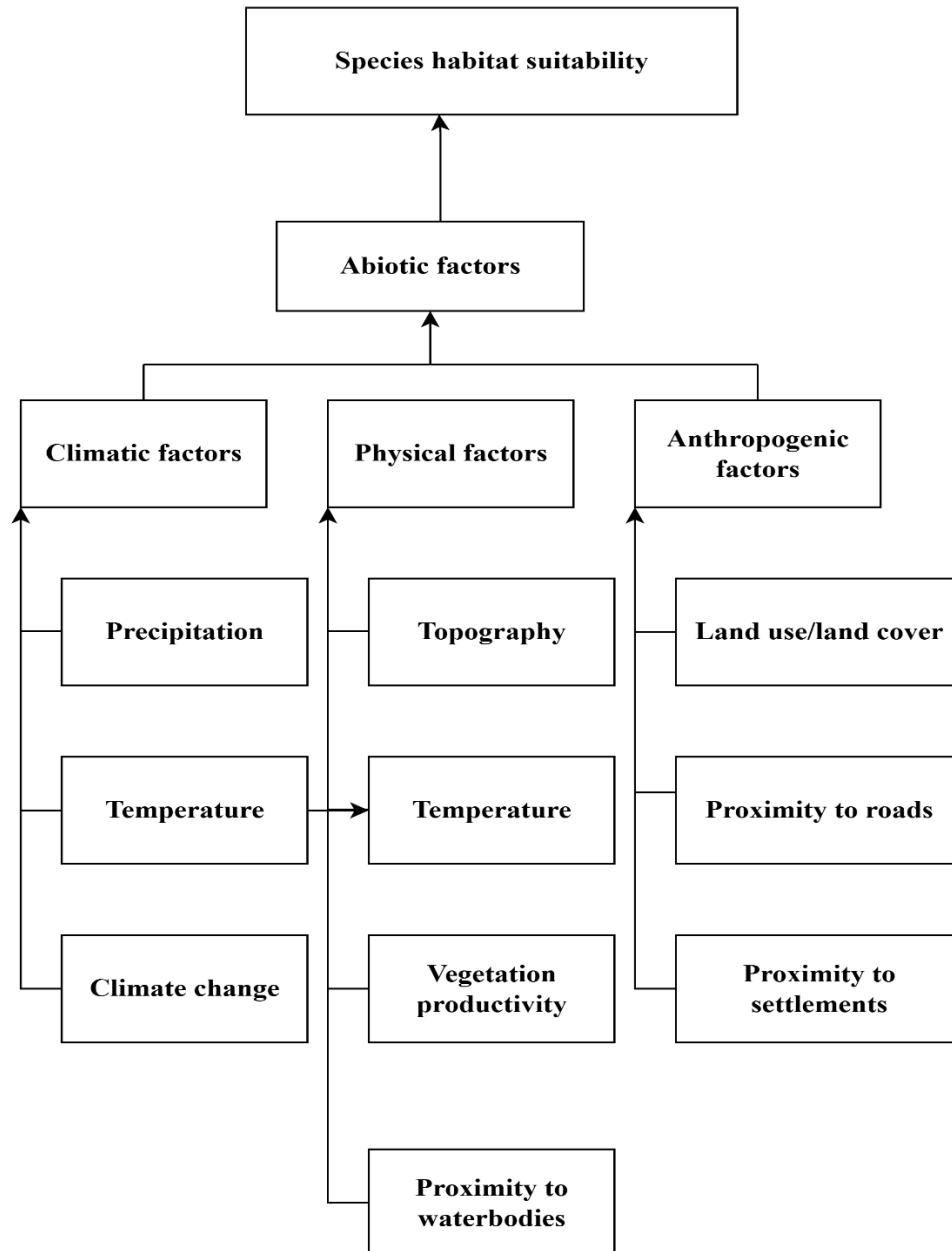 Species habitat suitability
Abiotic factors
Climatic factors
Physical factors
Anthropogenic
factors
Precipitation
Topography
Land use/land cover
Temperature
Temperature
Proximity to roads
Climate change
Vegetation
productivity
Proximity to
settlements
Proximity to
waterbodies